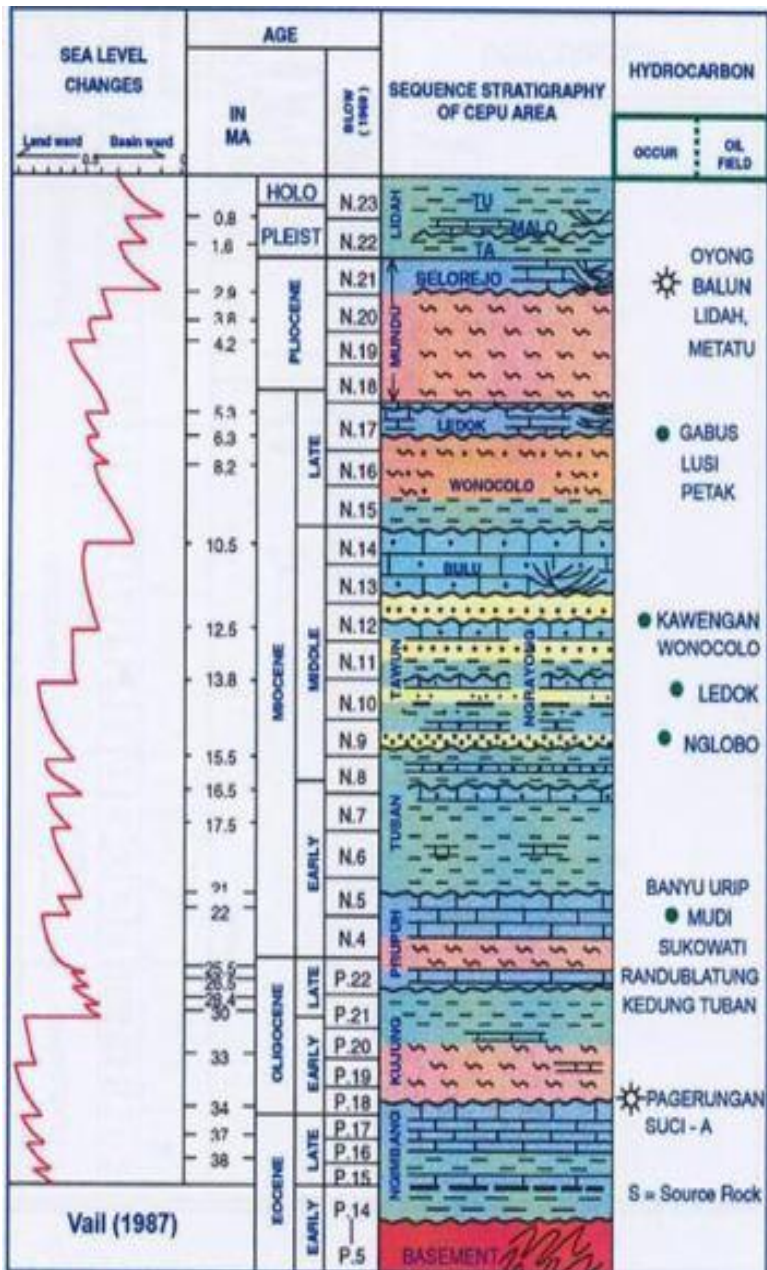 SEA LEVEL
CHANGES
Land ward
0.5
Basin ward
0
AGE
IN
MA
BLOW
(1969)
SEQUENCE STRATIGRAPHY
OF CEPU AREA
HYDROCARBON
OCCUR
OIL
FIELD
0.8
1.6
2.9
3.8
4.2
5.3
6.3
8.2
10.5
12.5
13.8
15.5
16.5
17.5
21
22
28.4
30
33
34
37
38
HOLO
PLEIST
PLIOCENE
MIOCENE
LATE
MIDDLE
EARLY
OLIGOCENE
LATE
EARLY
EOCENE
LATE
EARLY
N.23
N.22
N.21
N.20
N.19
N.18
N.17
N.16
N.15
N.14
N.13
N.12
N.11
N.10
N.9
N.8
N.7
N.6
N.5
N.4
P.22
P.21
P.20
P.19
P.18
P.17
P.16
P.15
P.14
P.5
LIDAH
TU
MALO
TA
SELOREJO
MUNDU
LEDOK
WONOCOLO
BULU
TAWUN
NGRAYONG
TUBAN
PRUPUH
KUJUNG
NGIMBANG
BASEMENT
OYONG
BALUN
LIDAH,
METATU
GABUS
LUSI
PETAK
KAWENGAN
WONOCOLO
LEDOK
NGLOBO
BANYU URIP
MUDI
SUKOWATI
RANDUBLATUNG
KEDUNG TUBAN
PAGERUNGAN
SUCI - A
S = Source Rock
Vail (1987)